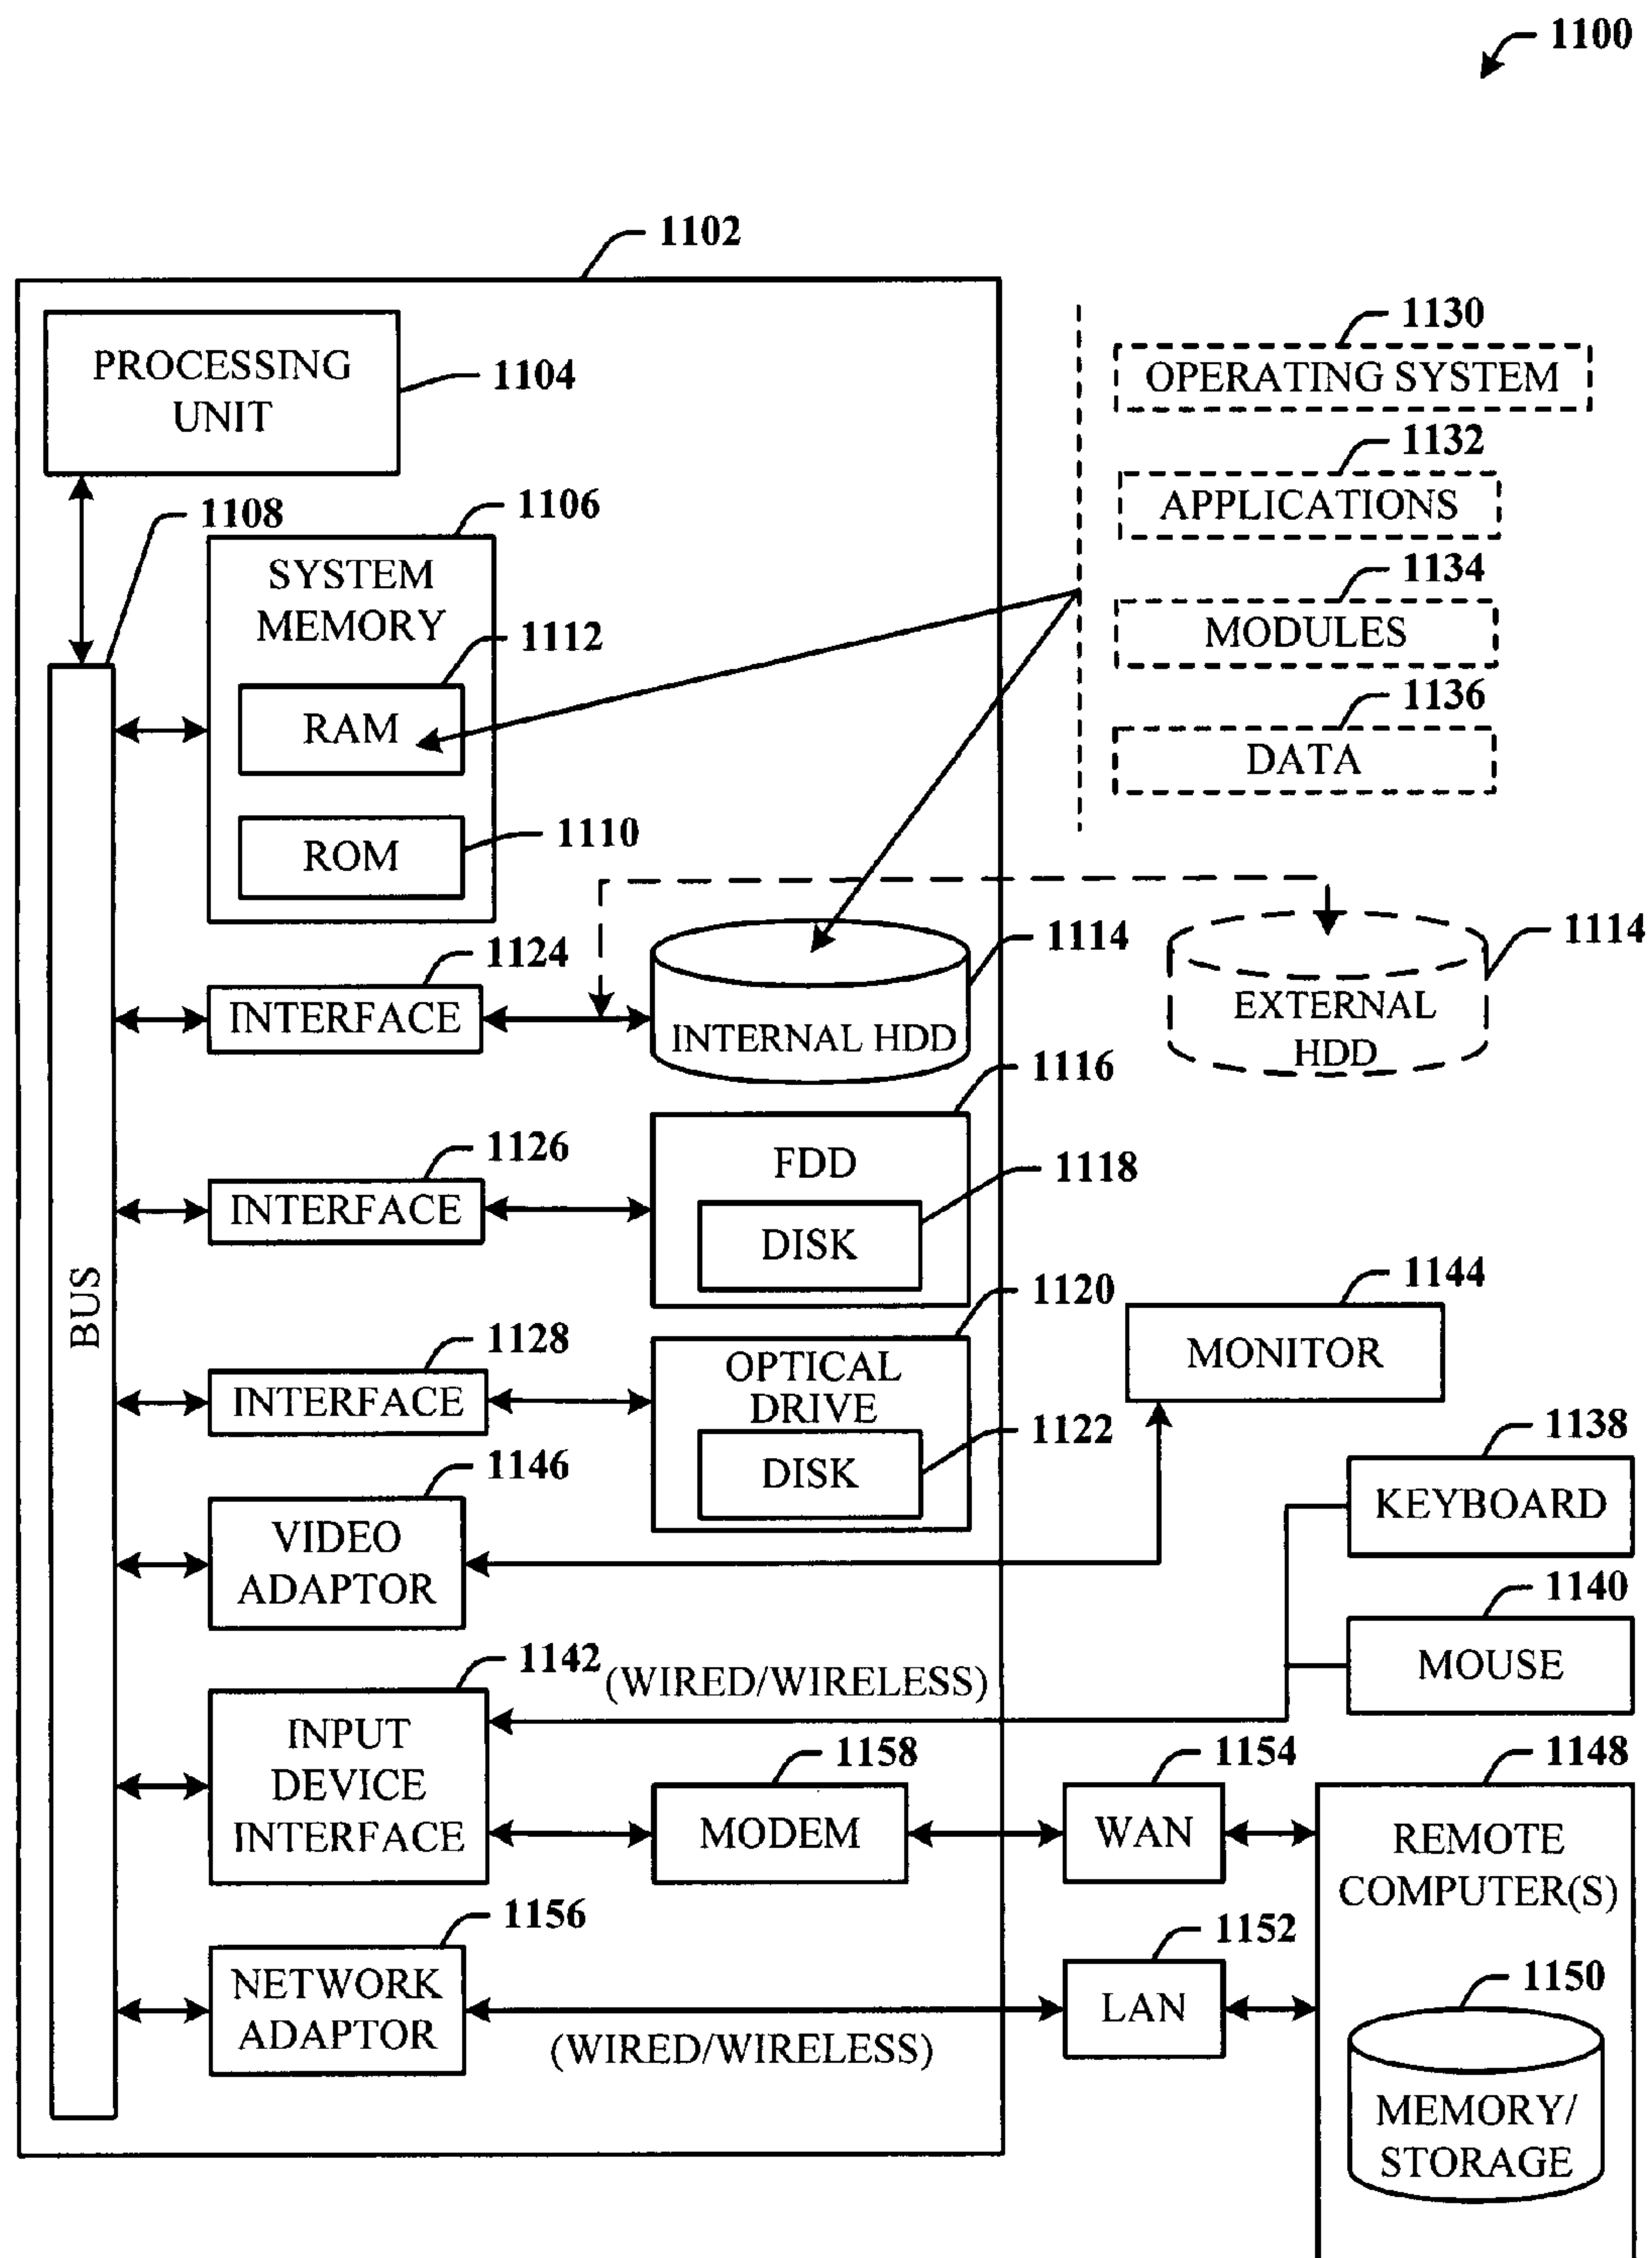 1100
1102
PROCESSING
UNIT
1104
1130
OPERATING SYSTEM
1132
APPLICATIONS
1134
MODULES
1136
DATA
1108
1106
SYSTEM
MEMORY
1112
RAM
1110
ROM
BUS
1124
INTERFACE
1114
INTERNAL HDD
1114
EXTERNAL
HDD
1126
INTERFACE
1116
FDD
1118
DISK
1128
INTERFACE
1120
OPTICAL
DRIVE
1122
DISK
1144
MONITOR
1146
VIDEO
ADAPTOR
1138
KEYBOARD
1140
MOUSE
1142
(WIRED/WIRELESS)
INPUT
DEVICE
INTERFACE
1158
MODEM
1154
WAN
1148
REMOTE
COMPUTER(S)
1156
NETWORK
ADAPTOR
(WIRED/WIRELESS)
1152
LAN
1150
MEMORY/
STORAGE